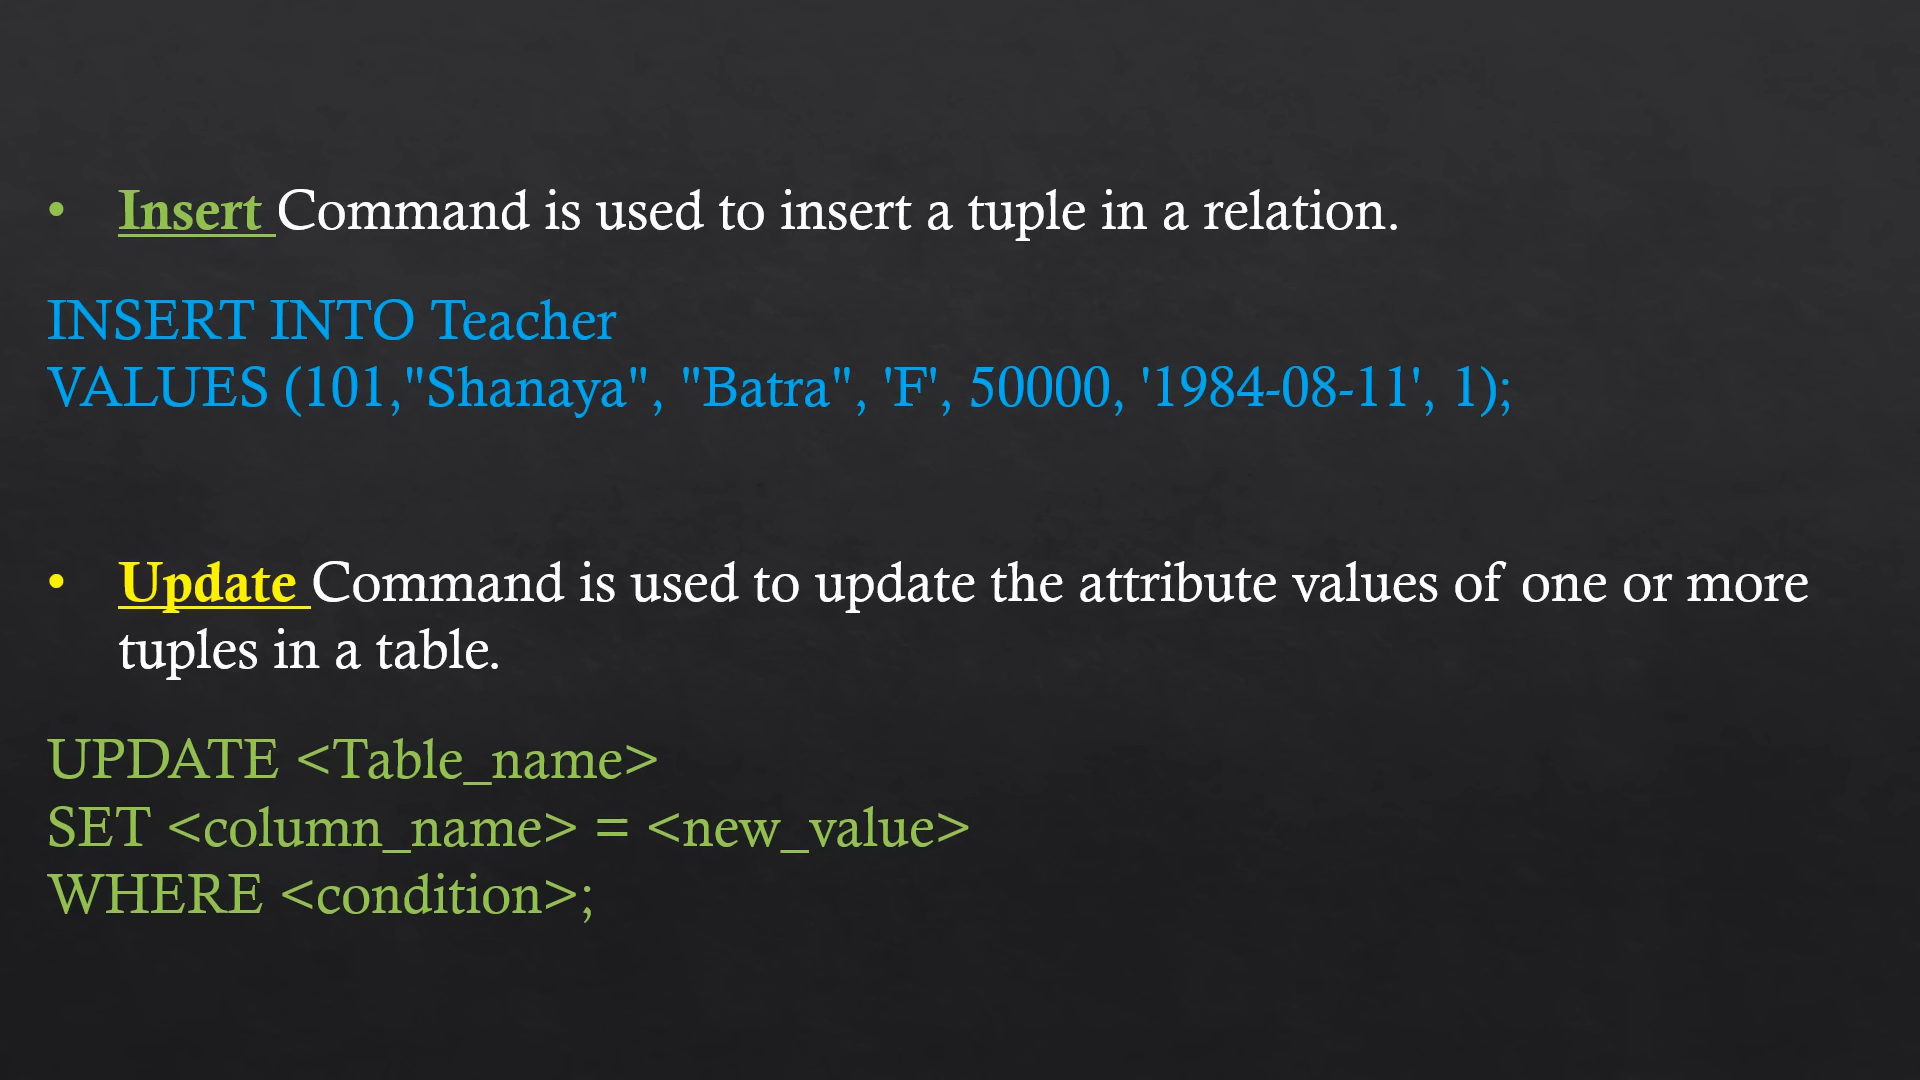 • Insert Command is used to insert a tuple in a relation.
INSERT INTO Teacher
VALUES (101,"Shanaya", "Batra", 'F', 50000, '1984-08-11', 1);
• Update Command is used to update the attribute values of one or more
tuples in a table.
UPDATE <Table_name>
SET <column_name> = <new_value>
WHERE <condition>;